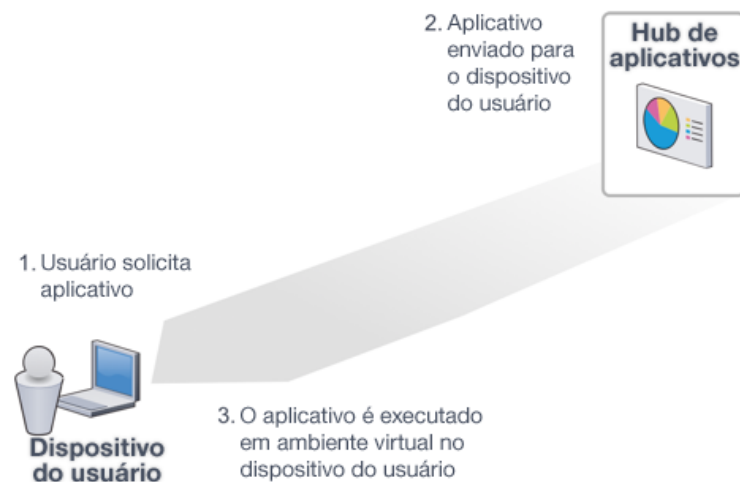 2. Aplicativo
enviado para
o dispositivo
do usuário
Hub de
aplicativos
1. Usuário solicita
aplicativo
Dispositivo
do usuário
3. O aplicativo é executado
em ambiente virtual no
dispositivo do usuário